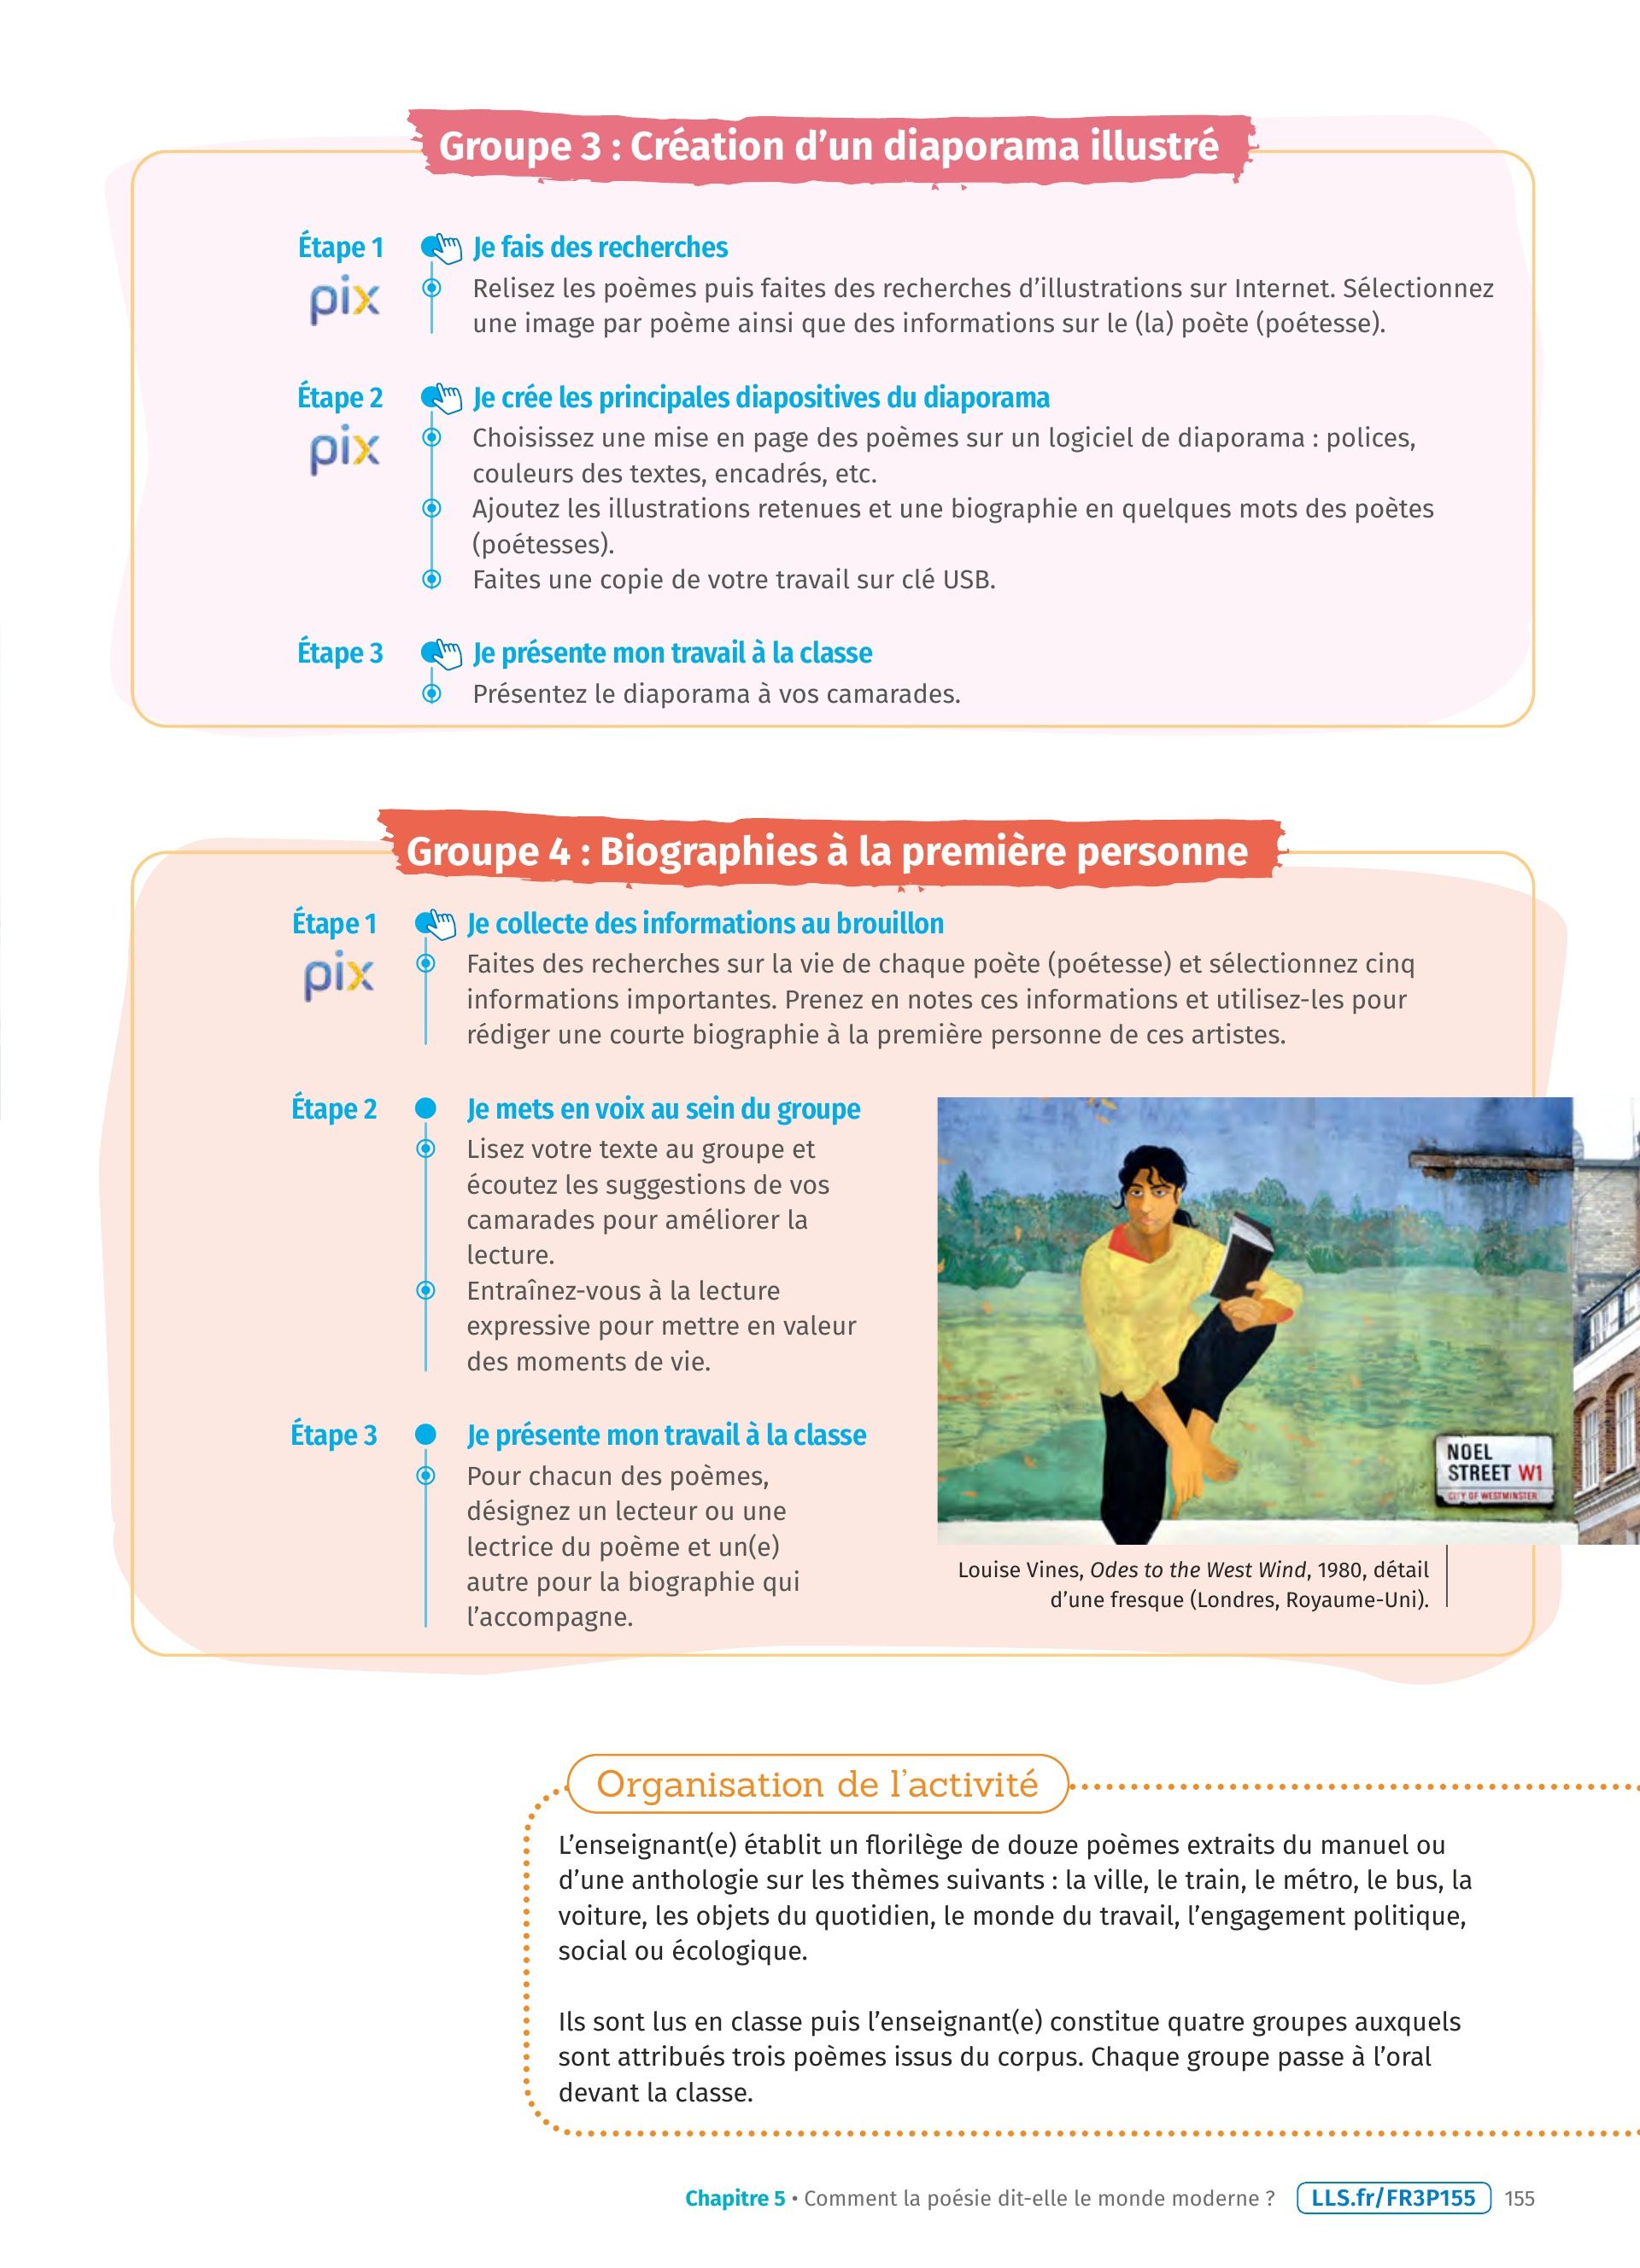 Groupe 3 : Création d’un diaporama illustré
Étape 1
Je fais des recherches
pix
Relisez les poèmes puis faites des recherches d’illustrations sur Internet. Sélectionnez
une image par poème ainsi que des informations sur le (la) poète (poétesse).
Étape 2
Je crée les principales diapositives du diaporama
pix
Choisissez une mise en page des poèmes sur un logiciel de diaporama : polices,
couleurs des textes, encadrés, etc.
Ajoutez les illustrations retenues et une biographie en quelques mots des poètes
(poétesses).
Faites une copie de votre travail sur clé USB.
Étape 3
Je présente mon travail à la classe
Présentez le diaporama à vos camarades.
Groupe 4 : Biographies à la première personne
Étape 1
Je collecte des informations au brouillon
pix
Faites des recherches sur la vie de chaque poète (poétesse) et sélectionnez cinq
informations importantes. Prenez en notes ces informations et utilisez-les pour
rédiger une courte biographie à la première personne de ces artistes.
Étape 2
Je mets en voix au sein du groupe
Lisez votre texte au groupe et
écoutez les suggestions de vos
camarades pour améliorer la
lecture.
Entraînez-vous à la lecture
expressive pour mettre en valeur
des moments de vie.
Étape 3
Je présente mon travail à la classe
Pour chacun des poèmes,
désignez un lecteur ou une
lectrice du poème et un(e)
autre pour la biographie qui
l’accompagne.
NOEL
STREET W1
CITY OF WESTMINSTER
Louise Vines, Odes to the West Wind, 1980, détail
d’une fresque (Londres, Royaume-Uni).
Organisation de l’activité
L’enseignant(e) établit un florilège de douze poèmes extraits du manuel ou
d’une anthologie sur les thèmes suivants : la ville, le train, le métro, le bus, la
voiture, les objets du quotidien, le monde du travail, l’engagement politique,
social ou écologique.
Ils sont lus en classe puis l’enseignant(e) constitue quatre groupes auxquels
sont attribués trois poèmes issus du corpus. Chaque groupe passe à l’oral
devant la classe.
Chapitre 5 • Comment la poésie dit-elle le monde moderne ? LLS.fr/FR3P155 155